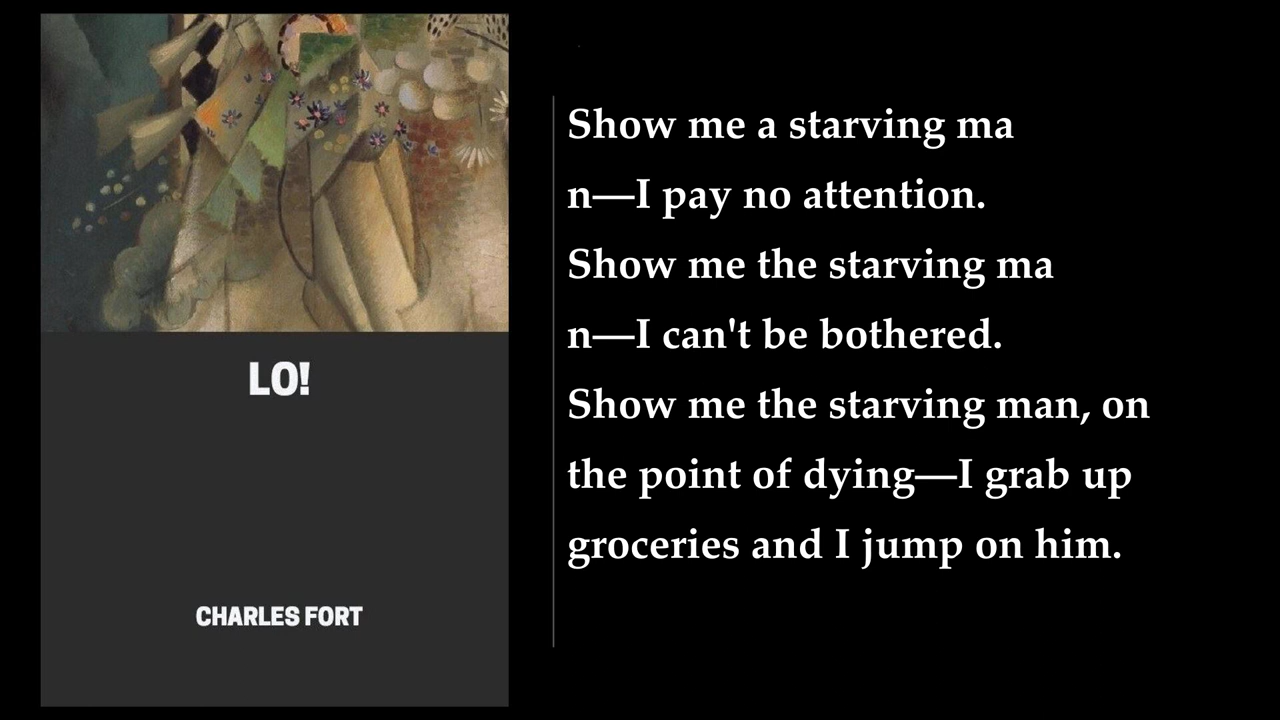 LO!
CHARLES FORT
Show me a starving ma
n—I pay no attention.
Show me the starving ma
n—I can't be bothered.
Show me the starving man, on
the point of dying—I grab up
groceries and I jump on him.